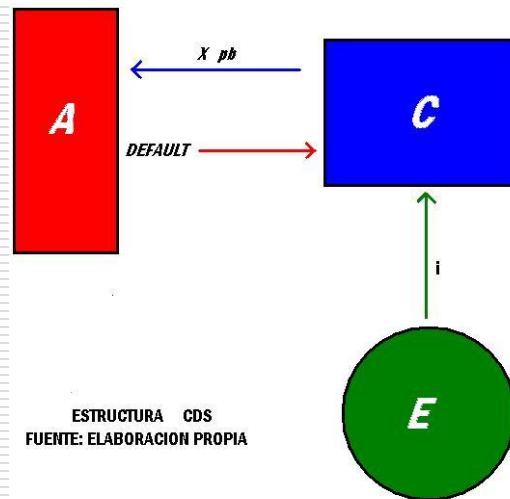 X pb
A
C
DEFAULT
i
E
ESTRUCTURA CDS
FUENTE: ELABORACION PROPIA